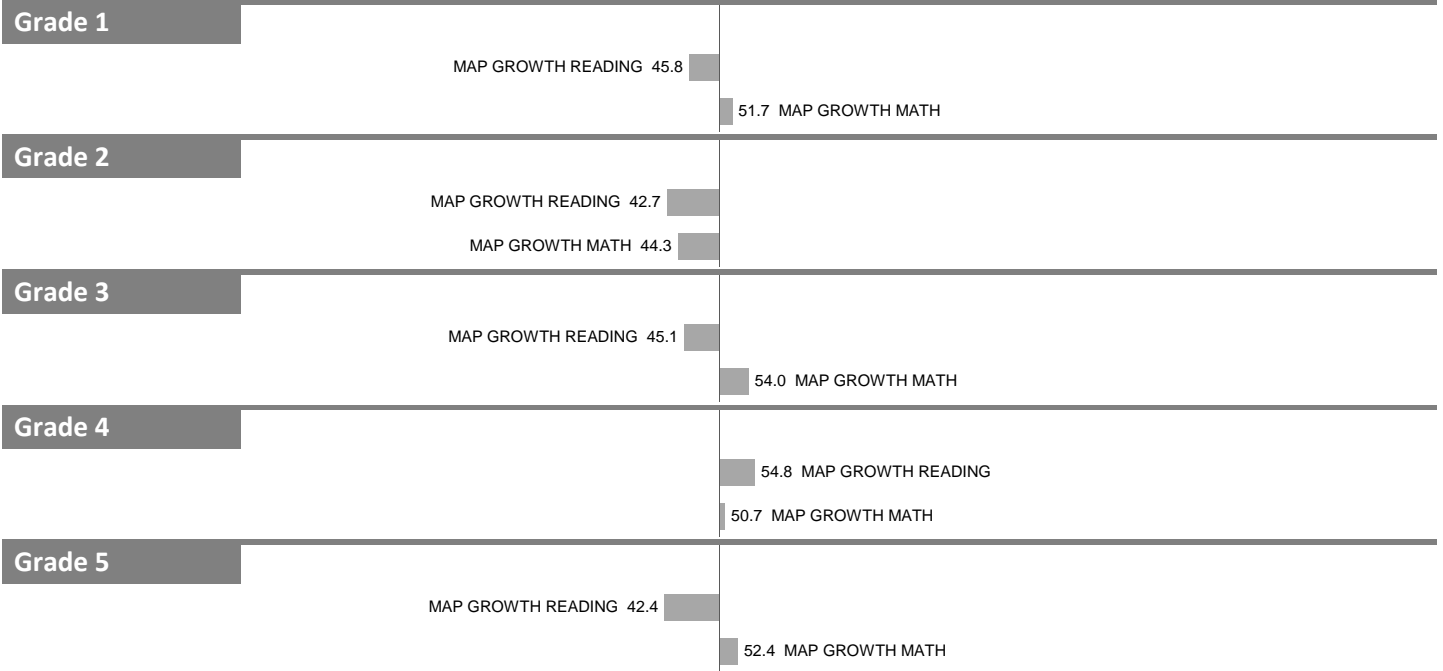 Grade 1
MAP GROWTH READING 45.8
51.7 MAP GROWTH MATH
Grade 2
MAP GROWTH READING 42.7
MAP GROWTH MATH 44.3
Grade 3
MAP GROWTH READING 45.1
54.0 MAP GROWTH MATH
Grade 4
54.8 MAP GROWTH READING
50.7 MAP GROWTH MATH
Grade 5
MAP GROWTH READING 42.4
52.4 MAP GROWTH MATH